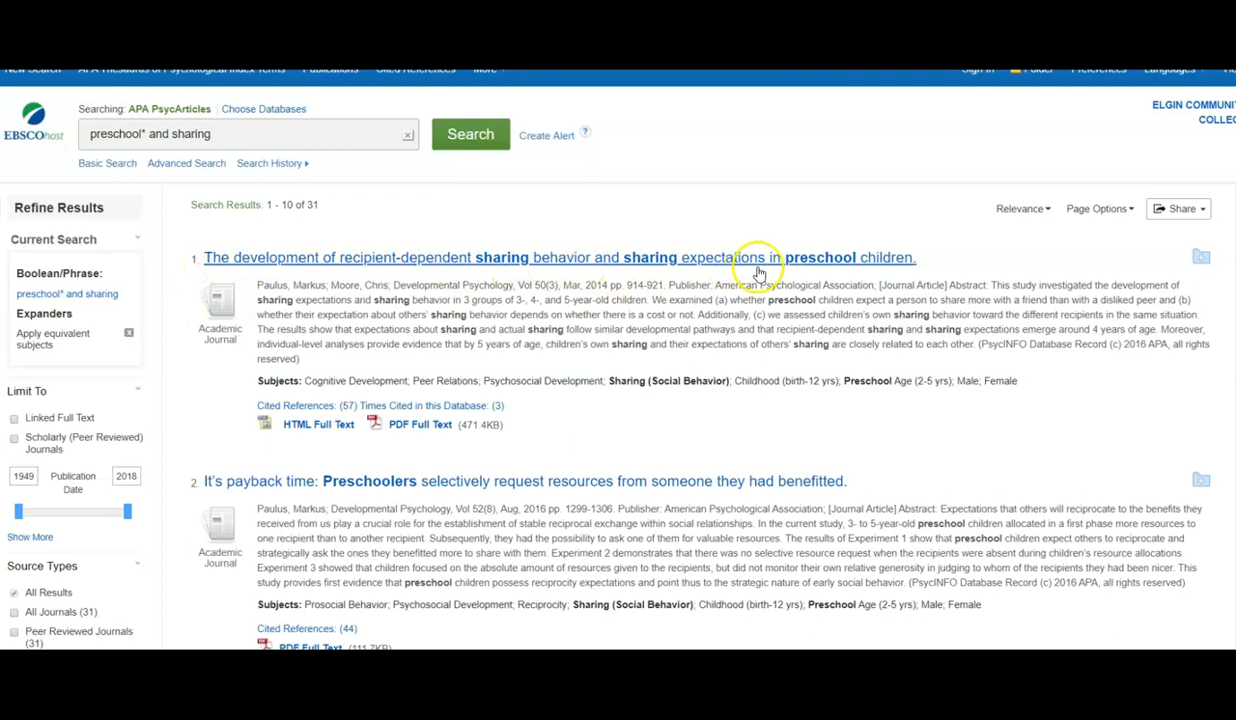 New Search APA Thesaurus of Psychological Index Terms Publications Cited References More Sign In Folder Preferences Languages
Searching: APA PsycArticles Choose Databases
ELGIN COMMUNI
COLLEG
EBSCOhost
preschool* and sharing
Search
Create Alert ?
Basic Search Advanced Search Search History
Refine Results
Search Results: 1 - 10 of 31
Relevance Page Options Share
Current Search
Boolean/Phrase:
preschool* and sharing
Expanders
Apply equivalent
subjects
Limit To
Linked Full Text
Scholarly (Peer Reviewed)
Journals
1949 Publication 2018
Date
Show More
Source Types
All Results
All Journals (31)
Peer Reviewed Journals
(31)
1. The development of recipient-dependent sharing behavior and sharing expectations in preschool children.
Academic
Journal
Paulus, Markus; Moore, Chris; Developmental Psychology, Vol 50(3), Mar, 2014 pp. 914-921. Publisher: American Psychological Association; [Journal Article] Abstract: This study investigated the development of
sharing expectations and sharing behavior in 3 groups of 3-, 4-, and 5-year-old children. We examined (a) whether preschool children expect a person to share more with a friend than with a disliked peer and (b)
whether their expectation about others' sharing behavior depends on whether there is a cost or not. Additionally, (c) we assessed children's own sharing behavior toward the different recipients in the same situation.
The results show that expectations about sharing and actual sharing follow similar developmental pathways and that recipient-dependent sharing and sharing expectations emerge around 4 years of age. Moreover,
individual-level analyses provide evidence that by 5 years of age, children's own sharing and their expectations of others' sharing are closely related to each other. (PsycINFO Database Record (c) 2016 APA, all rights
reserved)
Subjects: Cognitive Development; Peer Relations; Psychosocial Development; Sharing (Social Behavior); Childhood (birth-12 yrs); Preschool Age (2-5 yrs); Male; Female
Cited References: (57) Times Cited in this Database: (3)
HTML Full Text PDF Full Text (471.4KB)
2. It's payback time: Preschoolers selectively request resources from someone they had benefitted.
Academic
Journal
Paulus, Markus; Developmental Psychology, Vol 52(8), Aug, 2016 pp. 1299-1306. Publisher: American Psychological Association; [Journal Article] Abstract: Expectations that others will reciprocate to the benefits they
received from us play a crucial role for the establishment of stable reciprocal exchange within social relationships. In the current study, 3- to 5-year-old preschool children allocated in a first phase more resources to
one recipient than to another recipient. Subsequently, they had the possibility to ask one of them for valuable resources. The results of Experiment 1 show that preschool children expect others to reciprocate and
strategically ask the ones they benefitted more to share with them. Experiment 2 demonstrates that there was no selective resource request when the recipients were absent during children's resource allocations.
Experiment 3 showed that children focused on the absolute amount of resources given to the recipients, but did not monitor their own relative generosity in judging to whom of the recipients they had been nicer. This
study provides first evidence that preschool children possess reciprocity expectations and point thus to the strategic nature of early social behavior. (PsycINFO Database Record (c) 2016 APA, all rights reserved)
Subjects: Prosocial Behavior; Psychosocial Development; Reciprocity; Sharing (Social Behavior); Childhood (birth-12 yrs); Preschool Age (2-5 yrs); Male; Female
Cited References: (44)
PDF Full Text (111.7KB)